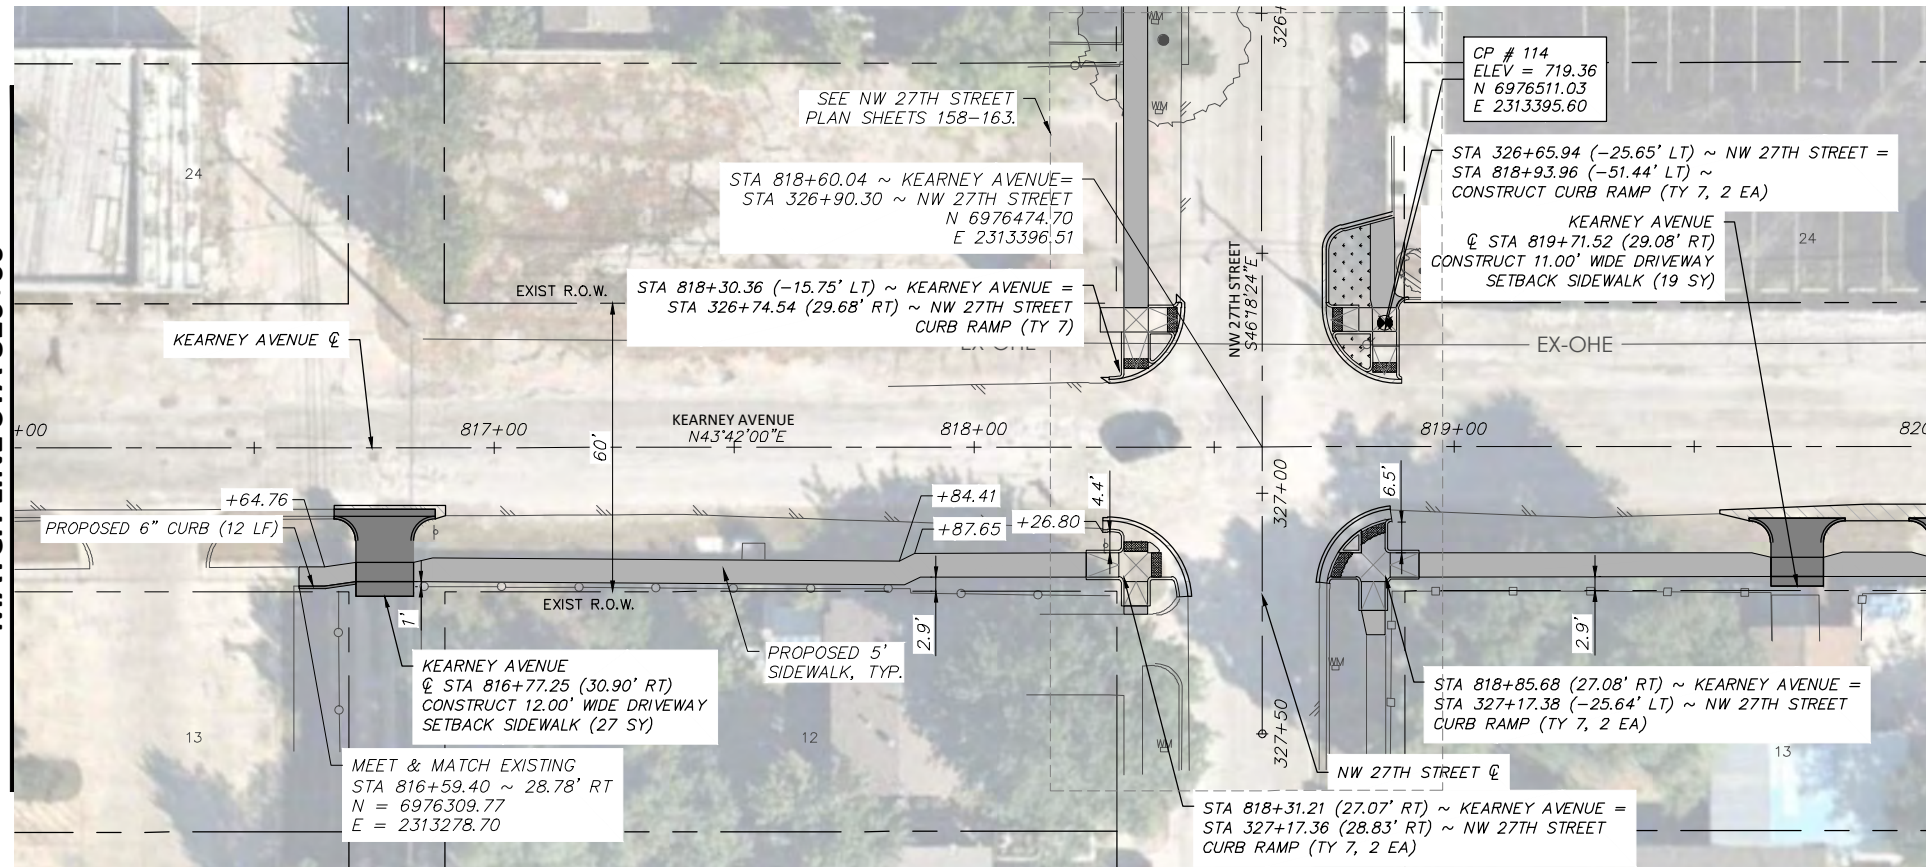 CP # 114
ELEV = 719.36
N 6976511.03
E 2313395.60
SEE NW 27TH STREET
PLAN SHEETS 158-163.
WM
WM
326+
STA 326+65.94 (-25.65' LT) ~ NW 27TH STREET =
STA 818+93.96 (-51.44' LT) ~
CONSTRUCT CURB RAMP (TY 7, 2 EA)
24
STA 818+60.04 ~ KEARNEY AVENUE=
STA 326+90.30 ~ NW 27TH STREET
N 6976474.70
E 2313396.51
KEARNEY AVENUE
℄ STA 819+71.52 (29.08' RT)
CONSTRUCT 11.00' WIDE DRIVEWAY
SETBACK SIDEWALK (19 SY)
24
NW 27TH STREET
S46°18'24"E
EXIST R.O.W.
STA 818+30.36 (-15.75' LT) ~ KEARNEY AVENUE =
STA 326+74.54 (29.68' RT) ~ NW 27TH STREET
CURB RAMP (TY 7)
KEARNEY AVENUE ℄
EX-OHE
EX-OHE
+00
817+00
KEARNEY AVENUE
N43°42'00"E
818+00
819+00
820
60'
327+00
+64.76
PROPOSED 6" CURB (12 LF)
+84.41
+87.65
+26.80
4.4'
6.5'
1'
EXIST R.O.W.
2.9'
2.9'
PROPOSED 5'
SIDEWALK, TYP.
KEARNEY AVENUE
℄ STA 816+77.25 (30.90' RT)
CONSTRUCT 12.00' WIDE DRIVEWAY
SETBACK SIDEWALK (27 SY)
WM
STA 818+85.68 (27.08' RT) ~ KEARNEY AVENUE =
STA 327+17.38 (-25.64' LT) ~ NW 27TH STREET
CURB RAMP (TY 7, 2 EA)
13
12
WM
327+50
13
MEET & MATCH EXISTING
STA 816+59.40 ~ 28.78' RT
N = 6976309.77
E = 2313278.70
NW 27TH STREET ℄
STA 818+31.21 (27.07' RT) ~ KEARNEY AVENUE =
STA 327+17.36 (28.83' RT) ~ NW 27TH STREET
CURB RAMP (TY 7, 2 EA)